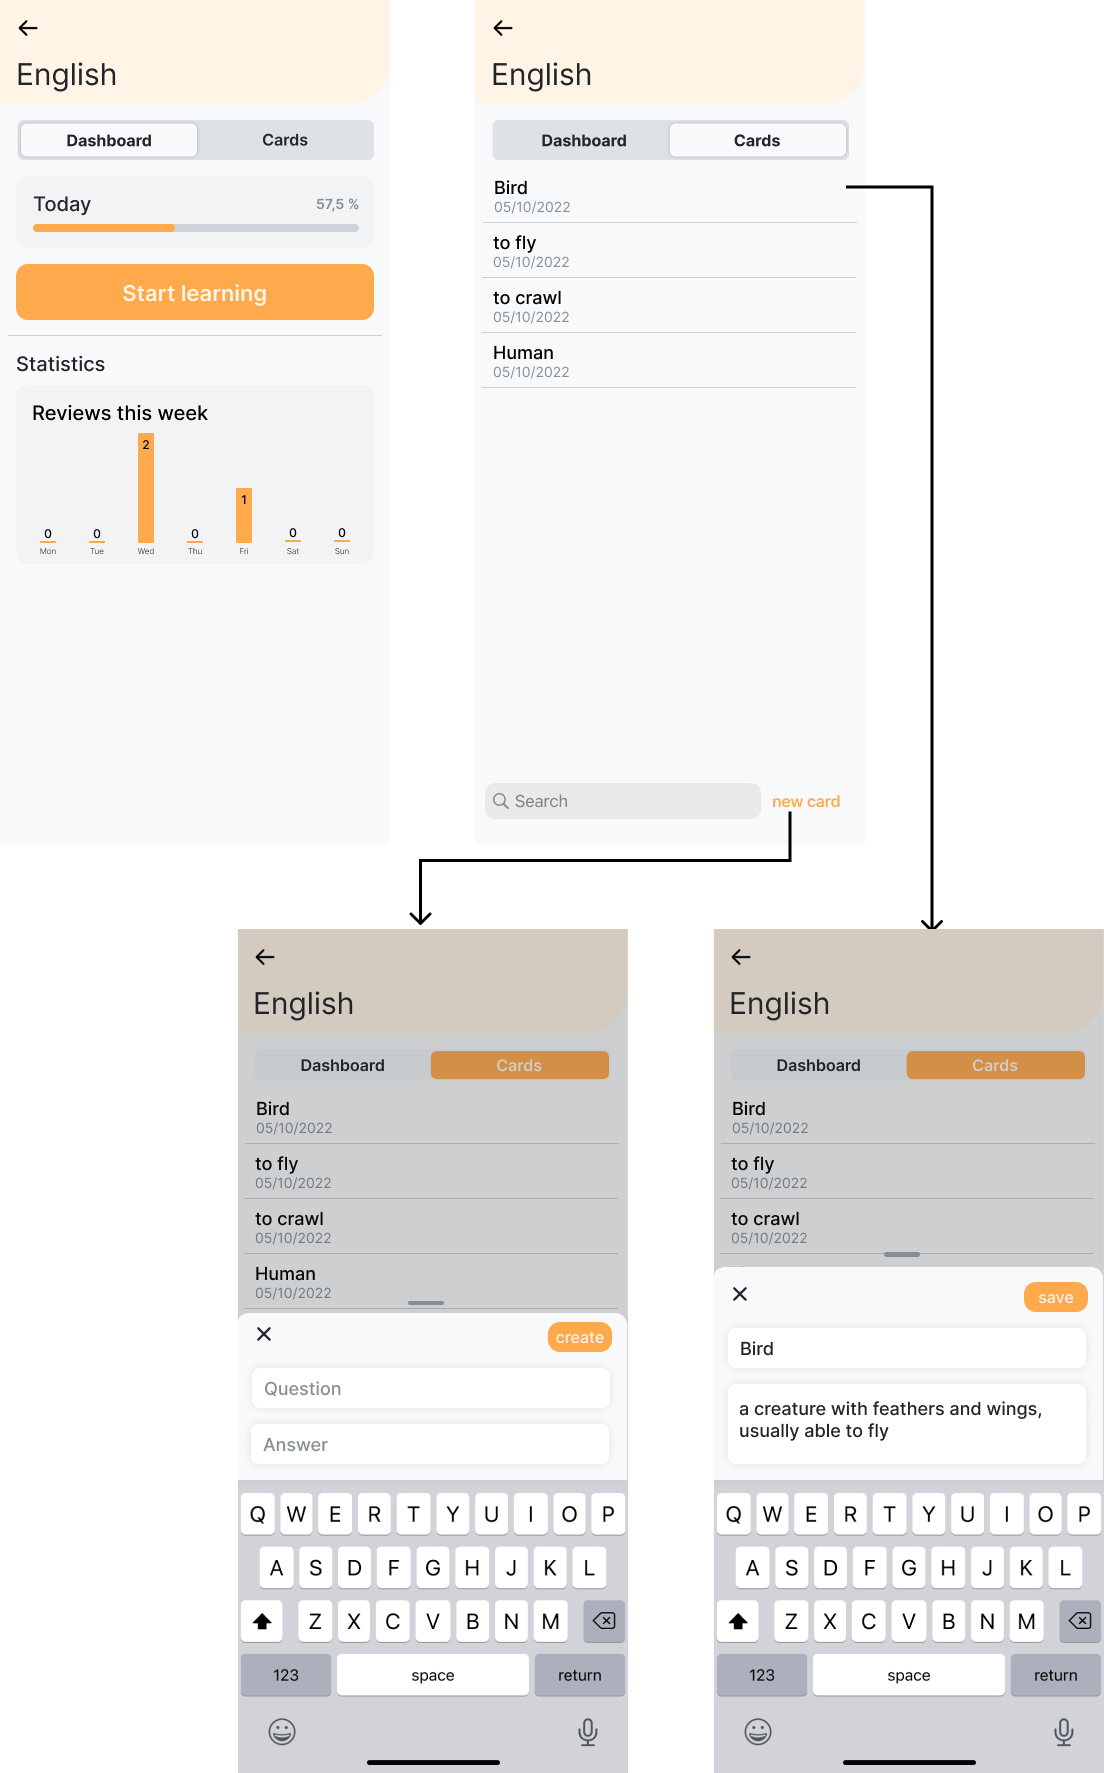 English
Dashboard Cards
Today 57,5 %
Start learning
Statistics
Reviews this week
2
1
0 0 0 0 0
Mon Tue Wed Thu Fri Sat Sun
English
Dashboard Cards
Bird
05/10/2022
to fly
05/10/2022
to crawl
05/10/2022
Human
05/10/2022
Search new card
English
Dashboard Cards
Bird
05/10/2022
to fly
05/10/2022
to crawl
05/10/2022
Human
05/10/2022
create
Question
Answer
Q W E R T Y U I O P
A S D F G H J K L
Z X C V B N M
123 space return
English
Dashboard Cards
Bird
05/10/2022
to fly
05/10/2022
to crawl
05/10/2022
save
Bird
a creature with feathers and wings,
usually able to fly
Q W E R T Y U I O P
A S D F G H J K L
Z X C V B N M
123 space return